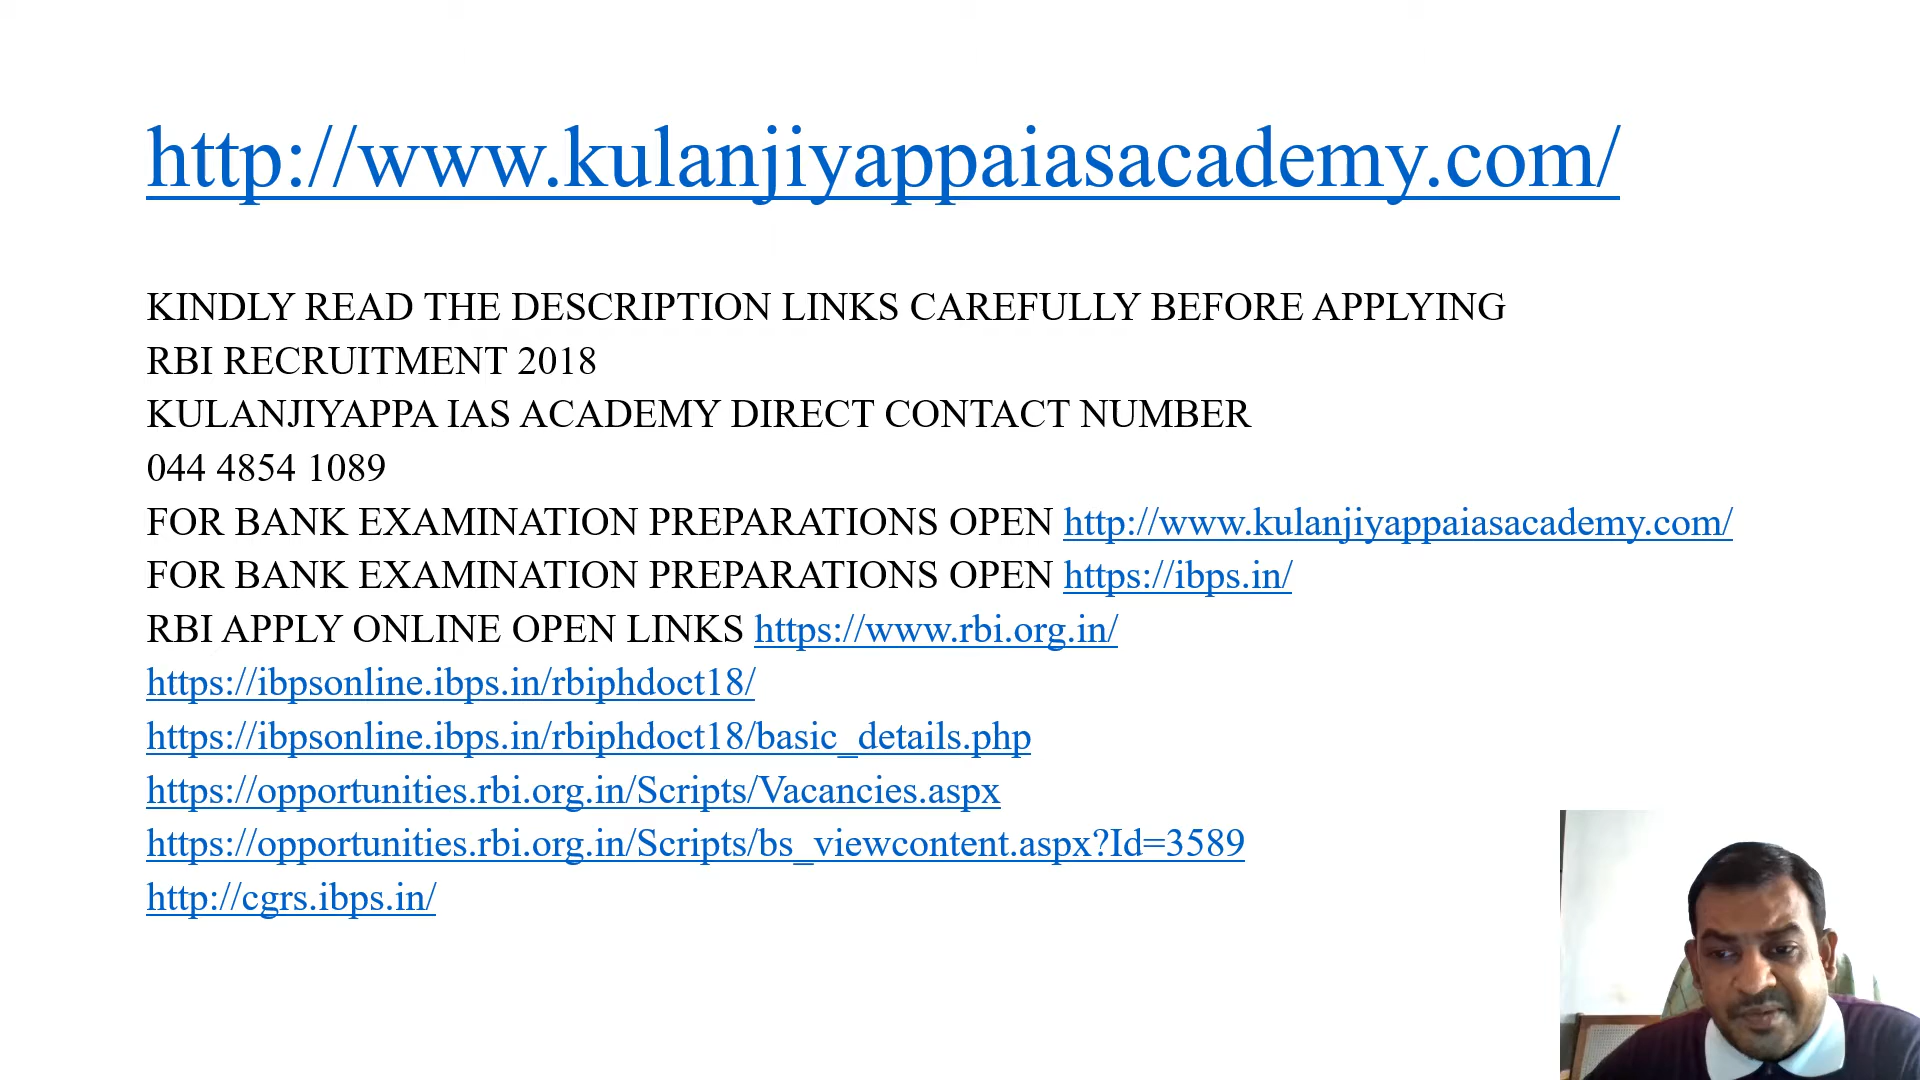 http://www.kulanjiyappaiasacademy.com/
KINDLY READ THE DESCRIPTION LINKS CAREFULLY BEFORE APPLYING
RBI RECRUITMENT 2018
KULANJIYAPPA IAS ACADEMY DIRECT CONTACT NUMBER
044 4854 1089
FOR BANK EXAMINATION PREPARATIONS OPEN http://www.kulanjiyappaiasacademy.com/
FOR BANK EXAMINATION PREPARATIONS OPEN https://ibps.in/
RBI APPLY ONLINE OPEN LINKS https://www.rbi.org.in/
https://ibpsonline.ibps.in/rbiphdoct18/
https://ibpsonline.ibps.in/rbiphdoct18/basic_details.php
https://opportunities.rbi.org.in/Scripts/Vacancies.aspx
https://opportunities.rbi.org.in/Scripts/bs_viewcontent.aspx?Id=3589
http://cgrs.ibps.in/